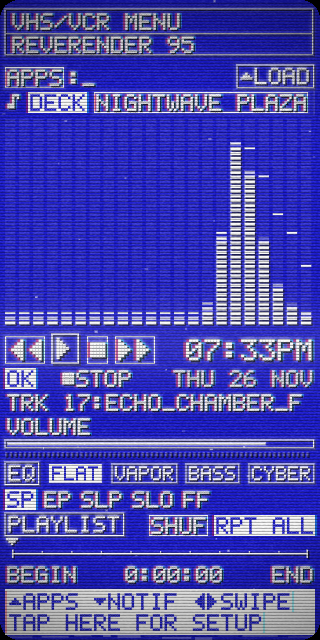 VHS/VCR MENU
REVERENDER 95
APPS:_ ▲LOAD
♪ DECK NIGHTWAVE PLAZA
07:33PM
OK ■STOP THU 26 NOV
TRK 17:ECHO_CHAMBER_F
VOLUME
EQ FLAT VAPOR BASS CYBER
SP EP SLP SLO FF
PLAYLIST SHUF RPT ALL
BEGIN 0:00:00 END
▲APPS ▼NOTIF ◀▶SWIPE
TAP HERE FOR SETUP